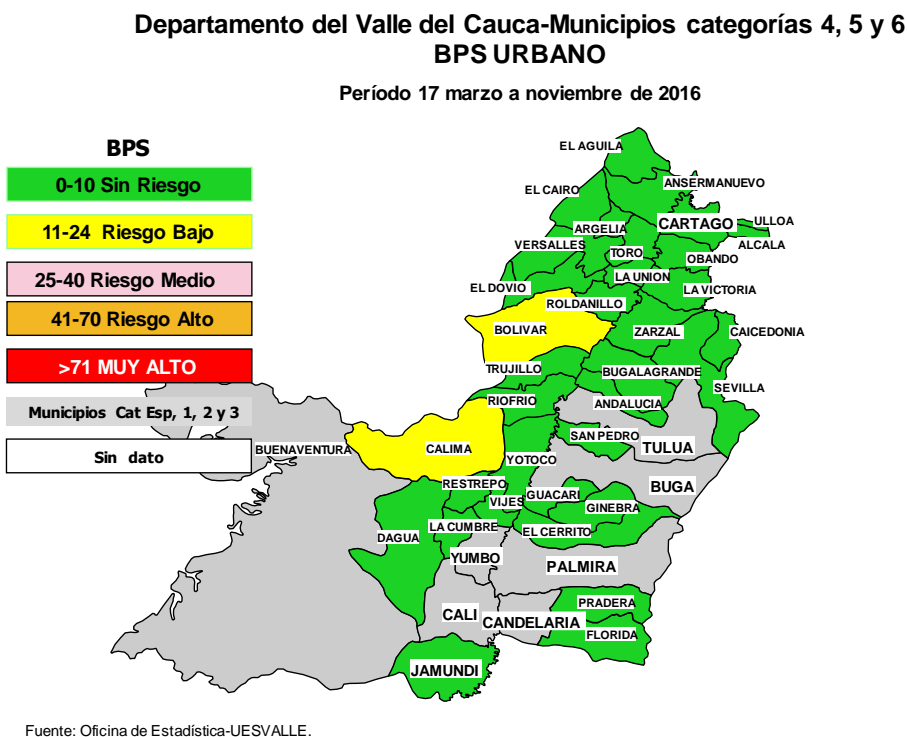 Departamento del Valle del Cauca-Municipios categorías 4, 5 y 6
BPS URBANO
Período 17 marzo a noviembre de 2016
BPS
0-10 Sin Riesgo
11-24 Riesgo Bajo
25-40 Riesgo Medio
41-70 Riesgo Alto
>71 MUY ALTO
Municipios Cat Esp, 1, 2 y 3
Sin dato
EL AGUILA
ANSERMANUEVO
EL CAIRO
CARTAGO
ULLOA
ARGELIA
VERSALLES
ALCALA
TORO
OBANDO
LA UNION
EL DOVIO
LA VICTORIA
ROLDANILLO
BOLIVAR
ZARZAL
CAICEDONIA
TRUJILLO
BUGALAGRANDE
SEVILLA
RIOFRIO
ANDALUCIA
SAN PEDRO
TULUA
BUENAVENTURA
CALIMA
YOTOCO
RESTREPO
BUGA
GUACARI
VIJES
GINEBRA
LA CUMBRE
EL CERRITO
DAGUA
YUMBO
PALMIRA
PRADERA
CALI
CANDELARIA
FLORIDA
JAMUNDI
Fuente: Oficina de Estadística-UESVALLE.